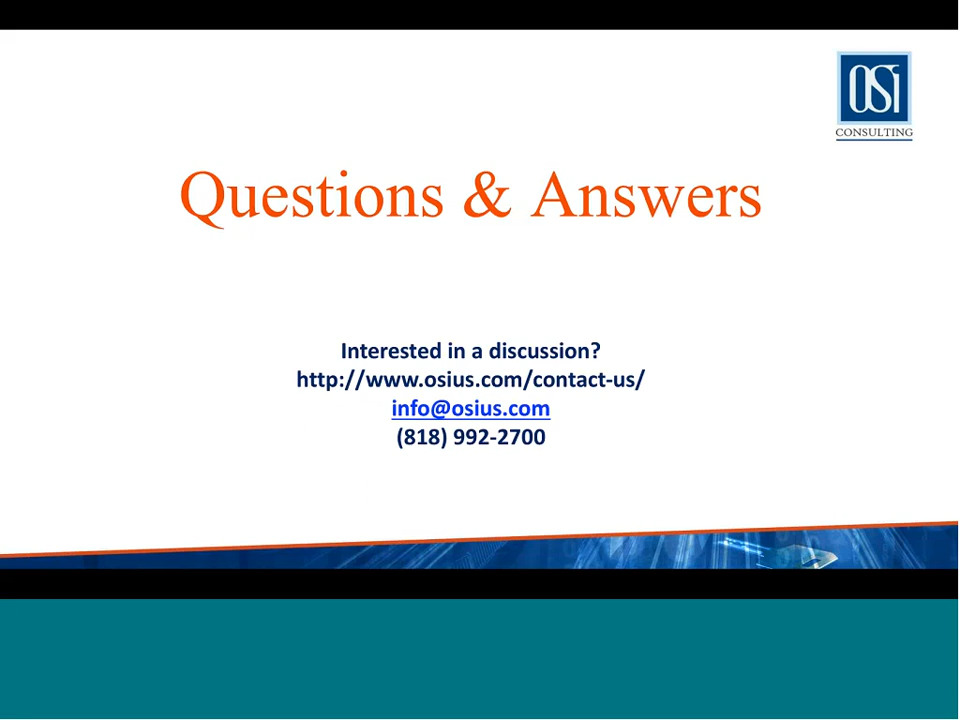 OSI
CONSULTING
Questions & Answers
Interested in a discussion?
http://www.osius.com/contact-us/
info@osius.com
(818) 992-2700